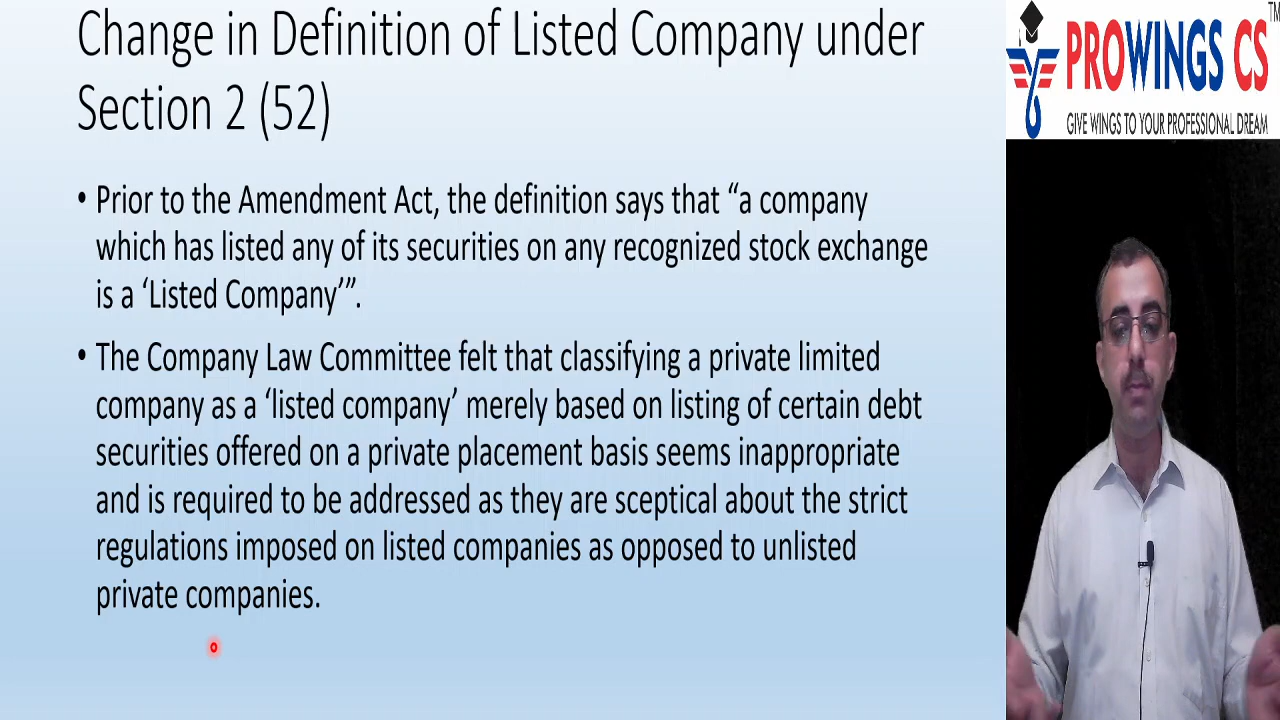 Change in Definition of Listed Company under
Section 2 (52)
• Prior to the Amendment Act, the definition says that “a company
which has listed any of its securities on any recognized stock exchange
is a ‘Listed Company’”.
• The Company Law Committee felt that classifying a private limited
company as a ‘listed company’ merely based on listing of certain debt
securities offered on a private placement basis seems inappropriate
and is required to be addressed as they are sceptical about the strict
regulations imposed on listed companies as opposed to unlisted
private companies.
TM
PROWINGS CS
GIVE WINGS TO YOUR PROFESSIONAL DREAM